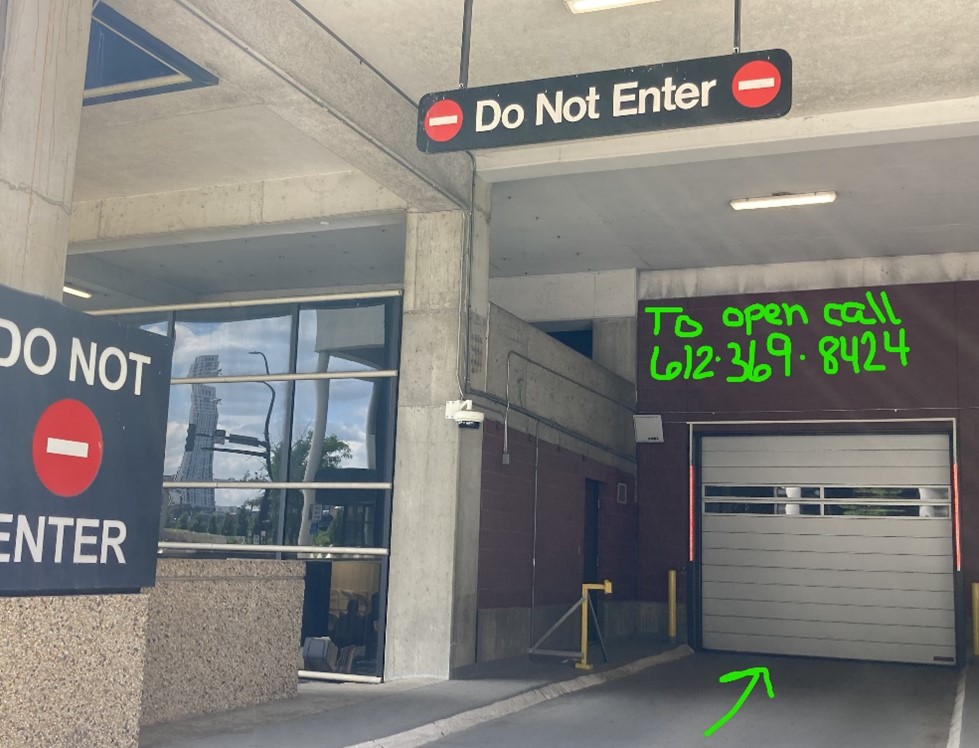 Do Not Enter
DO NOT
ENTER
To open call
612.369.8424